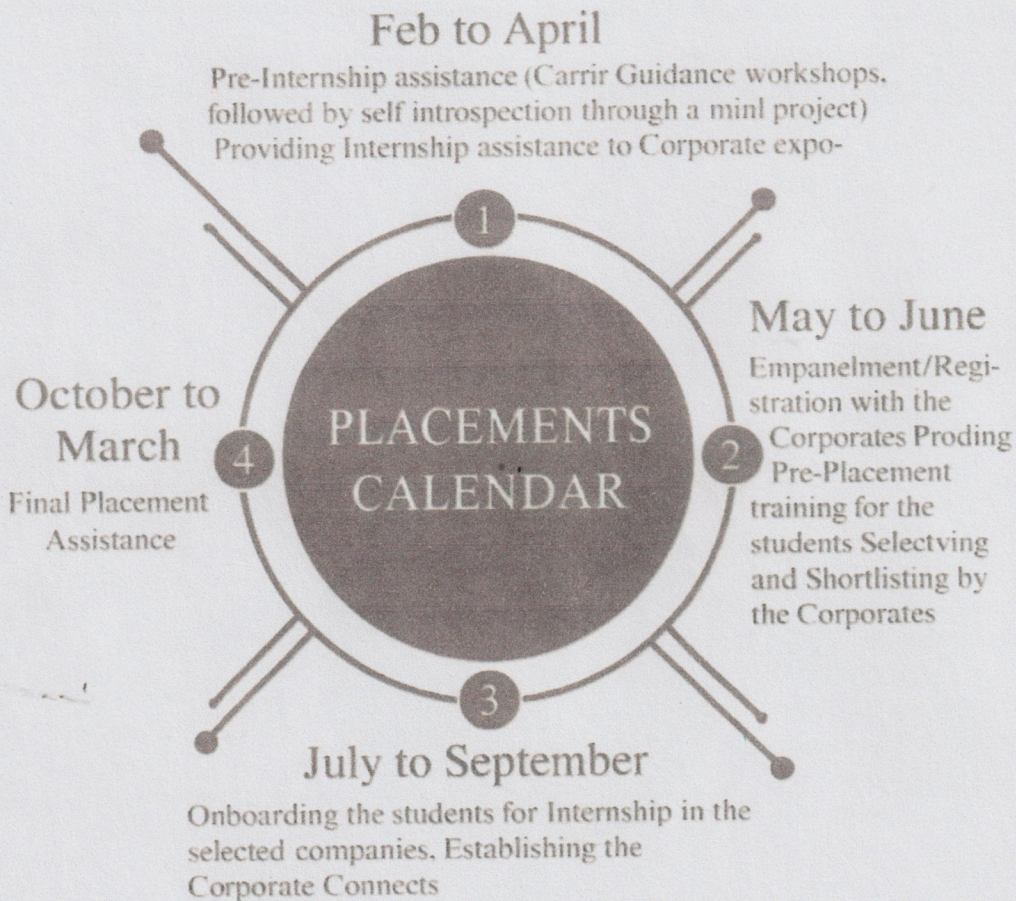 Feb to April
Pre-Internship assistance (Carrir Guidance workshops.
followed by self introspection through a minl project)
Providing Internship assistance to Corporate expo-
1
May to June
Empanelment/Regi-
stration with the
Corporates Proding
Pre-Placement
training for the
students Selectving
and Shortlisting by
the Corporates
2
PLACEMENTS
CALENDAR
October to
March
4
Final Placement
Assistance
3
July to September
Onboarding the students for Internship in the
selected companies. Establishing the
Corporate Connects